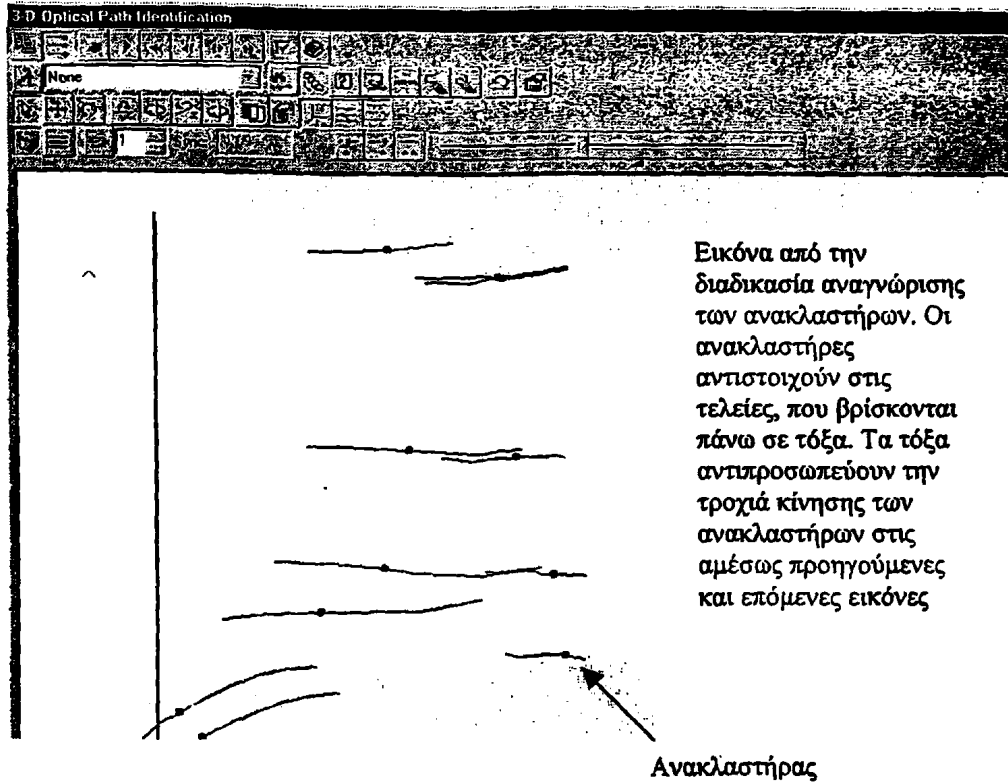 3-D Optical Path Identification
None
1
Εικόνα από την
διαδικασία αναγνώρισης
των ανακλαστήρων. Οι
ανακλαστήρες
αντιστοιχούν στις
τελείες, που βρίσκονται
πάνω σε τόξα. Τα τόξα
αντιπροσωπεύουν την
τροχιά κίνησης των
ανακλαστήρων στις
αμέσως προηγούμενες
και επόμενες εικόνες
Ανακλαστήρας